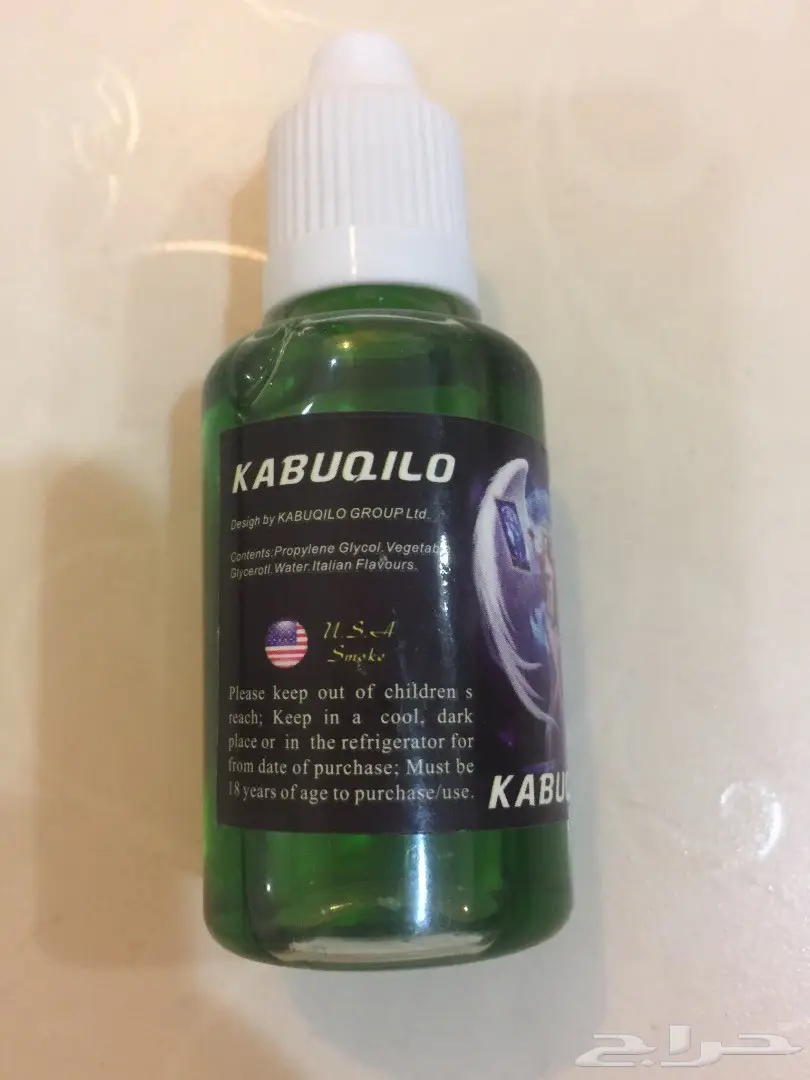 KABUQILO
Desigh by KABUQILO GROUP Ltd.
Contents:Propylene Glycol.Vegetab
Glycerotl.Water.Italian Flavours.
U.S.A
Smoke
Please keep out of children s
reach; Keep in a cool, dark
place or in the refrigerator for
from date of purchase; Must be
18 years of age to purchase/use.
KABU
حراج